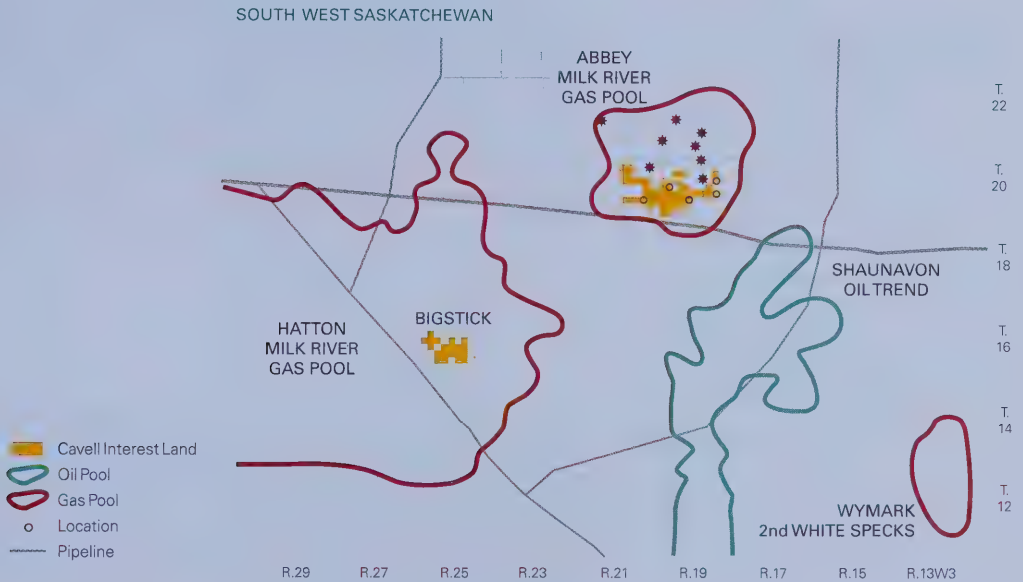 SOUTH WEST SASKATCHEWAN
ABBEY
MILK RIVER
GAS POOL
T.
22
T.
20
T.
18
SHAUNAVON
OIL TREND
BIGSTICK
HATTON
MILK RIVER
GAS POOL
T.
16
T.
14
Cavell Interest Land
Oil Pool
Gas Pool
Location
Pipeline
WYMARK
2nd WHITE SPECKS
T.
12
R.29 R.27 R.25 R.23 R.21 R.19 R.17 R.15 R.13W3